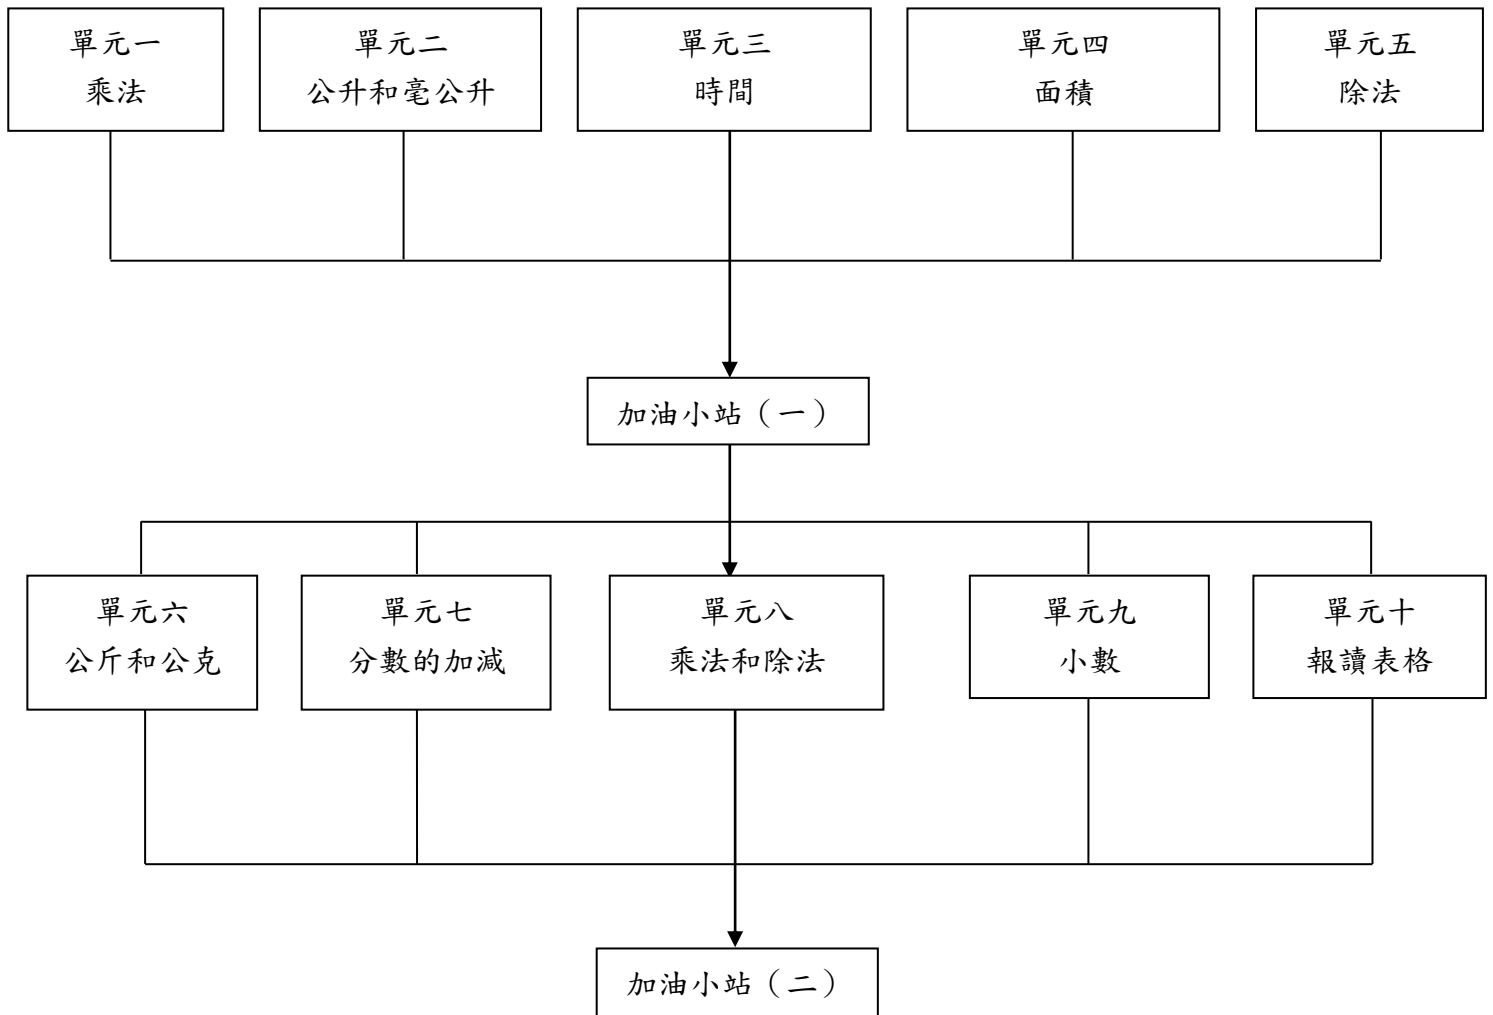 單元一
乘法
單元二
公升和毫公升
單元三
時間
單元四
面積
單元五
除法
加油小站（一）
單元六
公斤和公克
單元七
分數的加減
單元八
乘法和除法
單元九
小數
單元十
報讀表格
加油小站（二）